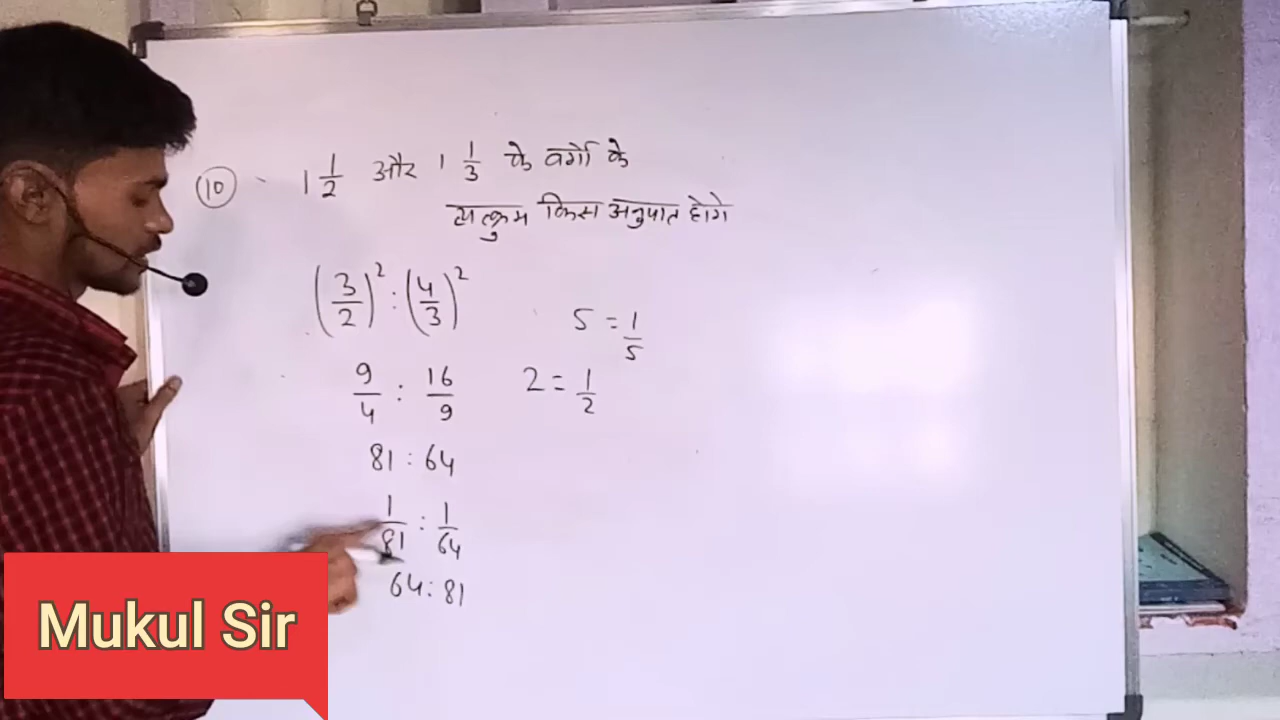 (10) - 1 1/2 और 1 1/3 के वर्गो के
व्यत्क्रुम किस अनुपात होगे
(3/2)² : (4/3)²
5 = 1/5
9/4 : 16/9
2 = 1/2
81 : 64
1/81 : 1/64
64 : 81
Mukul Sir